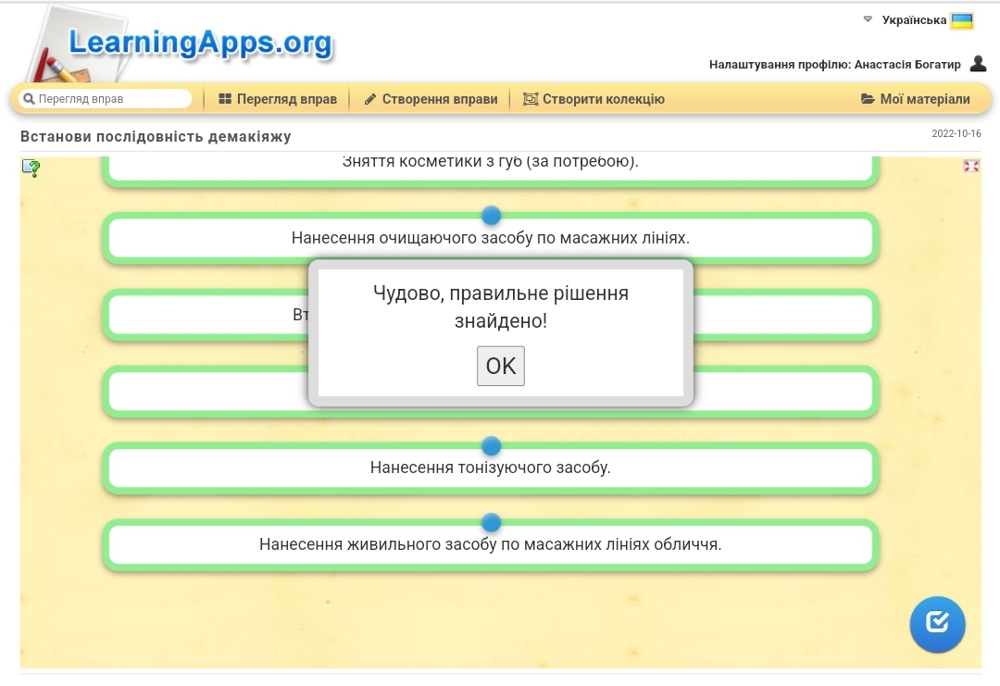 LearningApps.org
Українська
Налаштування профілю: Анастасія Богатир
Перегляд вправ
Перегляд вправ
Створення вправи
Створити колекцію
Мої матеріали
Встанови послідовність демакіяжу
2022-10-16
Зняття косметики з губ (за потребою).
Нанесення очищаючого засобу по масажних лініях.
Чудово, правильне рішення
знайдено!
OK
Нанесення тонізуючого засобу.
Нанесення живильного засобу по масажних лініях обличчя.